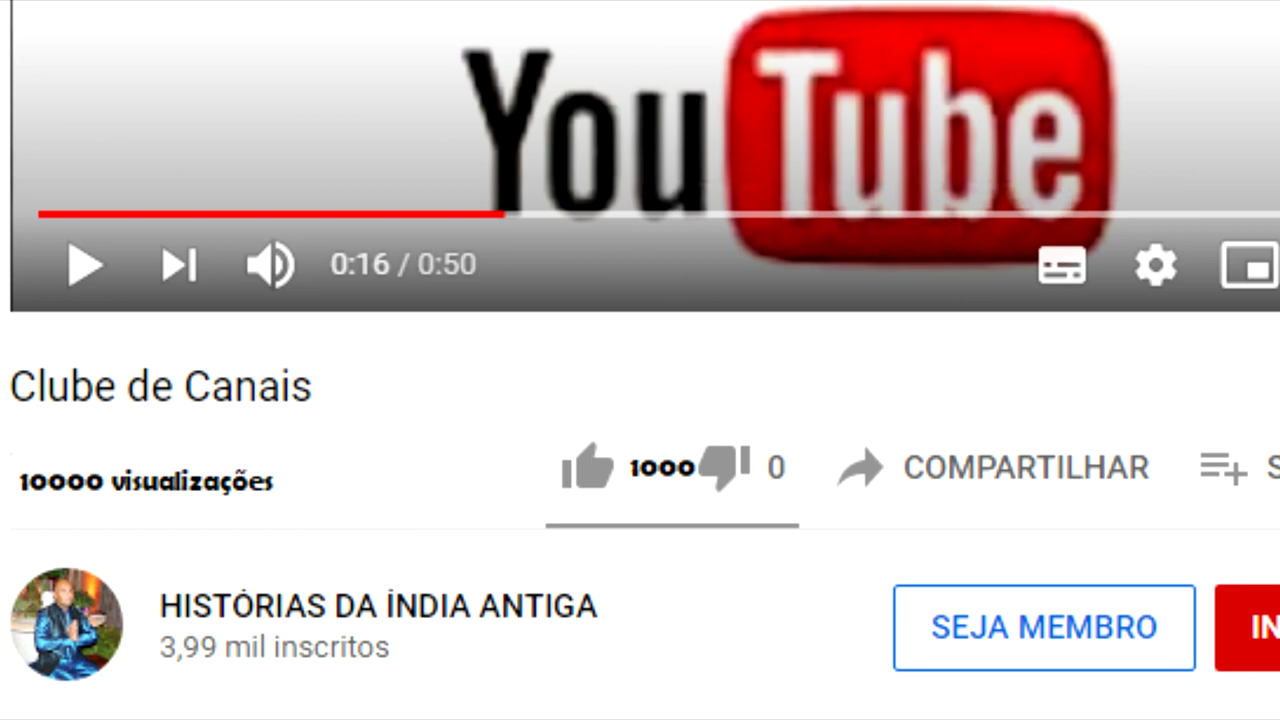 YouTube
0:16 / 0:50
Clube de Canais
10000 visualizações
1000 0 COMPARTILHAR S
HISTÓRIAS DA ÍNDIA ANTIGA
3,99 mil inscritos
SEJA MEMBRO IN